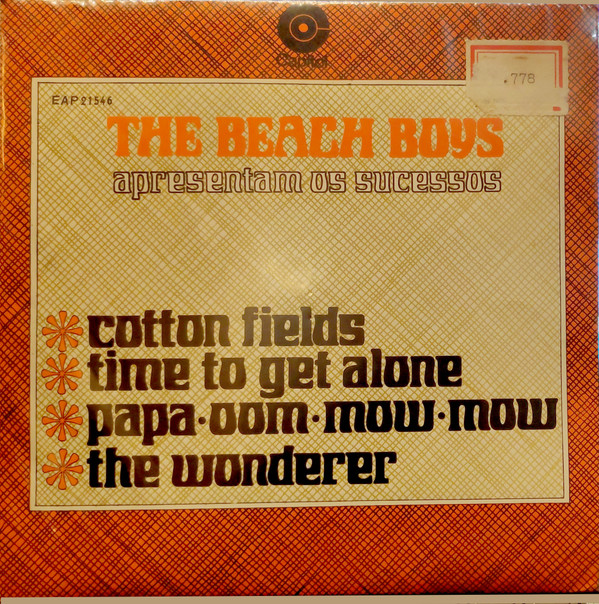 Capitol
.778
EAP 21546
THE BEACH BOYS
apresentam os sucessos
cotton fields
time to get alone
papa·oom·mow·mow
the wonderer